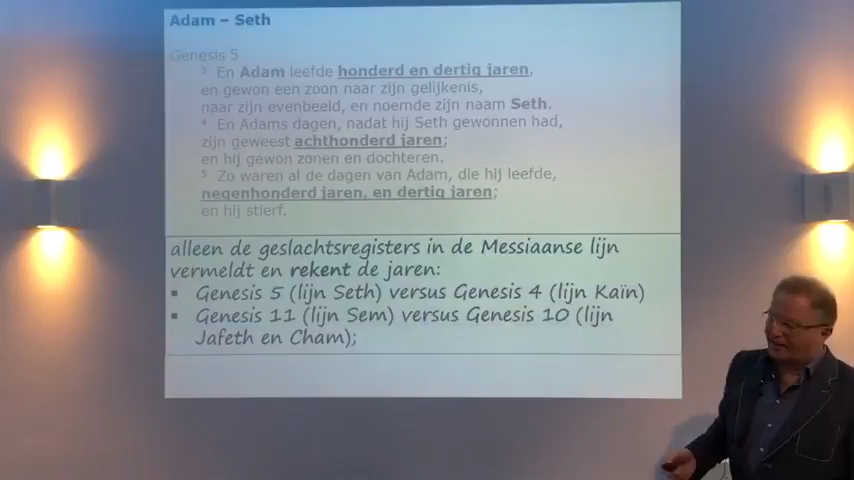 Adam – Seth
Genesis 5
3 En Adam leefde honderd en dertig jaren,
en gewon een zoon naar zijn gelijkenis,
naar zijn evenbeeld, en noemde zijn naam Seth.
4 En Adams dagen, nadat hij Seth gewonnen had,
zijn geweest achthonderd jaren;
en hij gewon zonen en dochteren.
5 Zo waren al de dagen van Adam, die hij leefde,
negenhonderd jaren, en dertig jaren;
en hij stierf.
alleen de geslachtsregisters in de Messiaanse lijn
vermeldt en rekent de jaren:
▪ Genesis 5 (lijn Seth) versus Genesis 4 (lijn Kaïn)
▪ Genesis 11 (lijn Sem) versus Genesis 10 (lijn
Jafeth en Cham);